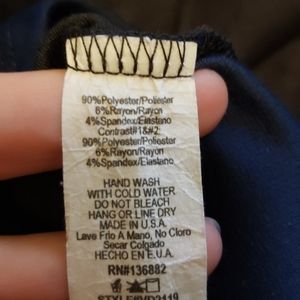 90%Polyester/Poliester
6%Rayon/Rayon
4%Spandex/Elastano
Contrast#1&#2:
90%Polyester/Poliester
6%Rayon/Rayon
4%Spandex/Elastano
HAND WASH
WITH COLD WATER
DO NOT BLEACH
HANG OR LINE DRY
MADE IN U.S.A.
Lave Frio A Mano, No Cloro
Secar Colgado
HECHO EN E.U.A.
RN#136882